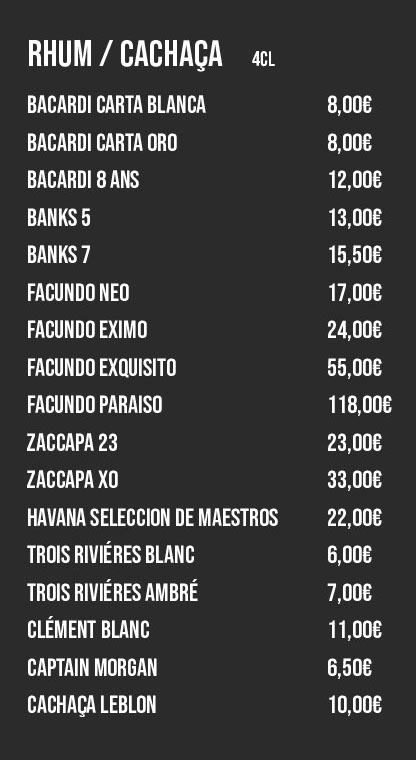 RHUM / CACHAÇA 4CL
BACARDI CARTA BLANCA 8,00€
BACARDI CARTA ORO 8,00€
BACARDI 8 ANS 12,00€
BANKS 5 13,00€
BANKS 7 15,50€
FACUNDO NEO 17,00€
FACUNDO EXIMO 24,00€
FACUNDO EXQUISITO 55,00€
FACUNDO PARAISO 118,00€
ZACCAPA 23 23,00€
ZACCAPA XO 33,00€
HAVANA SELECCION DE MAESTROS 22,00€
TROIS RIVIÉRES BLANC 6,00€
TROIS RIVIÉRES AMBRÉ 7,00€
CLÉMENT BLANC 11,00€
CAPTAIN MORGAN 6,50€
CACHAÇA LEBLON 10,00€